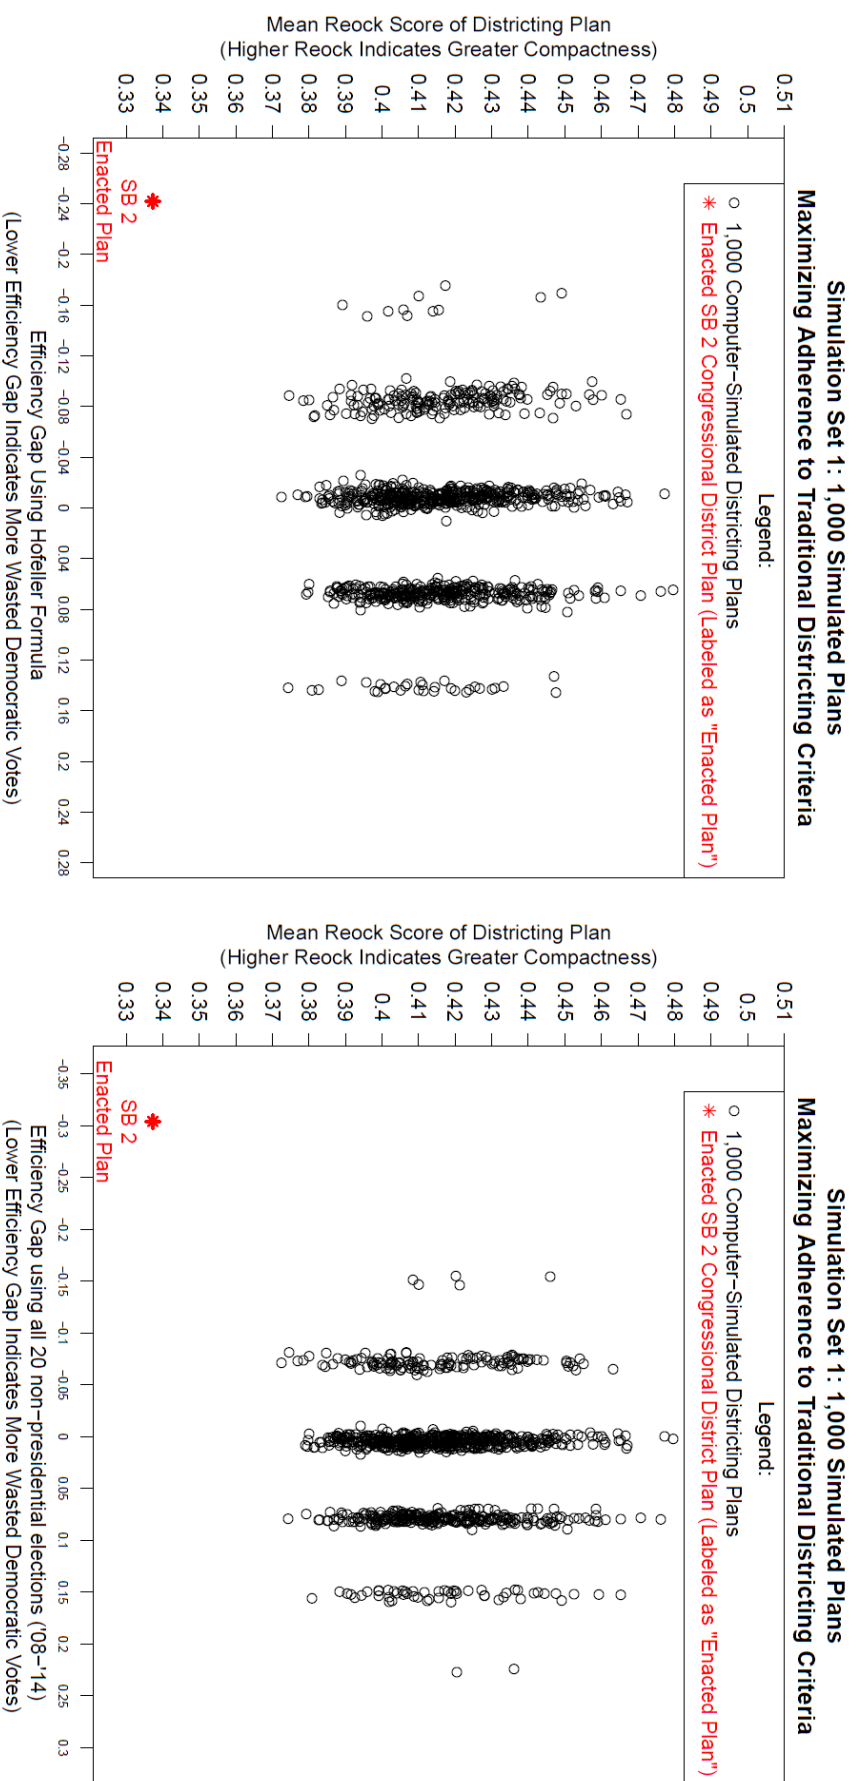 Simulation Set 1: 1,000 Simulated Plans
Maximizing Adherence to Traditional Districting Criteria
Legend:
1,000 Computer−Simulated Districting Plans
Enacted SB 2 Congressional District Plan (Labeled as "Enacted Plan")
Mean Reock Score of Districting Plan
(Higher Reock Indicates Greater Compactness)
0.51
0.5
0.49
0.48
0.47
0.46
0.45
0.44
0.43
0.42
0.41
0.4
0.39
0.38
0.37
0.36
0.35
0.34
0.33
SB 2
Enacted Plan
−0.28 −0.24 −0.2 −0.16 −0.12 −0.08 −0.04 0 0.04 0.08 0.12 0.16 0.2 0.24 0.28
Efficiency Gap Using Hofeller Formula
(Lower Efficiency Gap Indicates More Wasted Democratic Votes)
Simulation Set 1: 1,000 Simulated Plans
Maximizing Adherence to Traditional Districting Criteria
Legend:
1,000 Computer−Simulated Districting Plans
Enacted SB 2 Congressional District Plan (Labeled as "Enacted Plan")
Mean Reock Score of Districting Plan
(Higher Reock Indicates Greater Compactness)
0.51
0.5
0.49
0.48
0.47
0.46
0.45
0.44
0.43
0.42
0.41
0.4
0.39
0.38
0.37
0.36
0.35
0.34
0.33
SB 2
Enacted Plan
−0.35 −0.3 −0.25 −0.2 −0.15 −0.1 −0.05 0 0.05 0.1 0.15 0.2 0.25 0.3
Efficiency Gap using all 20 non−presidential elections ('08−'14)
(Lower Efficiency Gap Indicates More Wasted Democratic Votes)